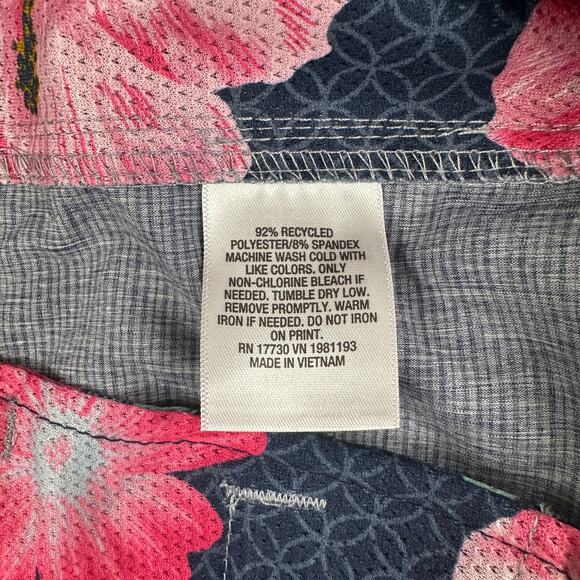 92% RECYCLED
POLYESTER/8% SPANDEX
MACHINE WASH COLD WITH
LIKE COLORS. ONLY
NON-CHLORINE BLEACH IF
NEEDED. TUMBLE DRY LOW.
REMOVE PROMPTLY. WARM
IRON IF NEEDED. DO NOT IRON
ON PRINT.
RN 17730 VN 1981193
MADE IN VIETNAM